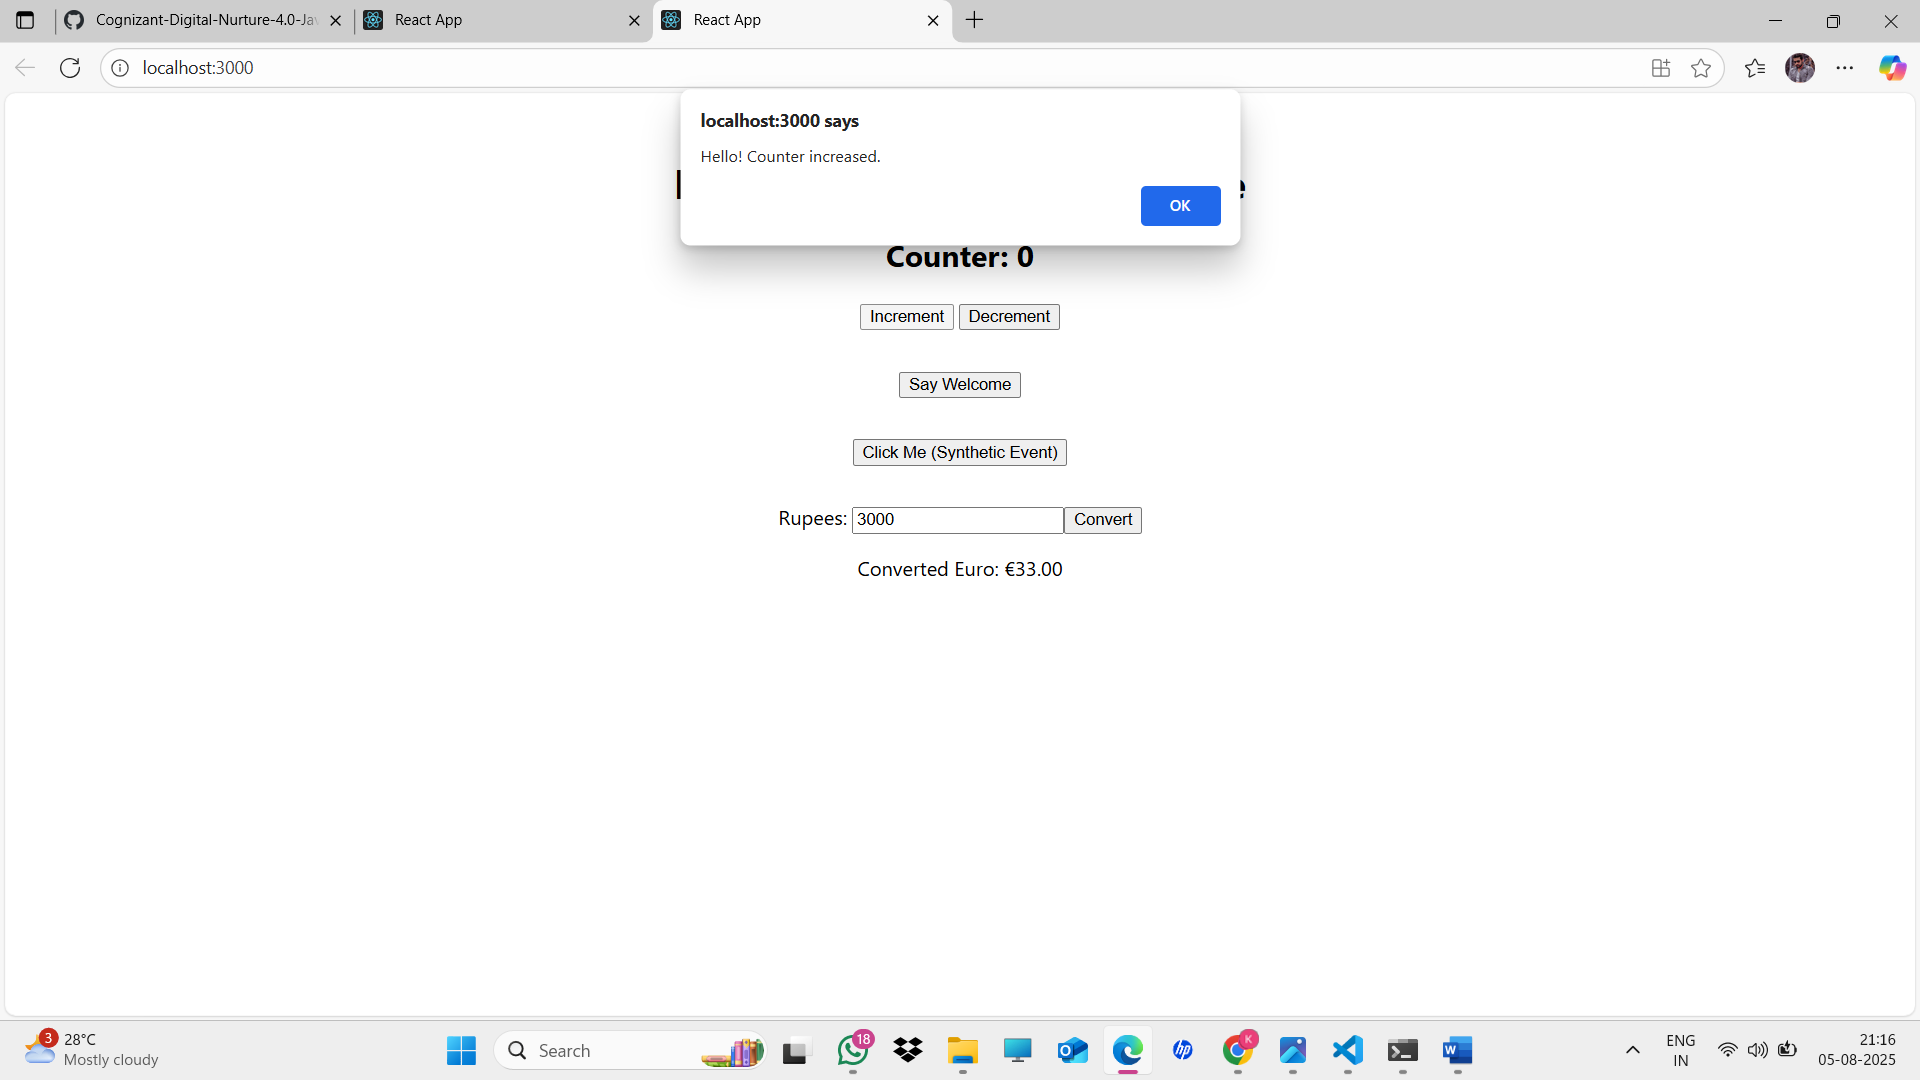 Cognizant-Digital-Nurture-4.0-Jav
React App
React App
localhost:3000
localhost:3000 says
Hello! Counter increased.
OK
Counter: 0
Increment
Decrement
Say Welcome
Click Me (Synthetic Event)
Rupees: 3000 Convert
Converted Euro: €33.00
3
28°C
Mostly cloudy
Search
18
K
ENG
IN
21:16
05-08-2025